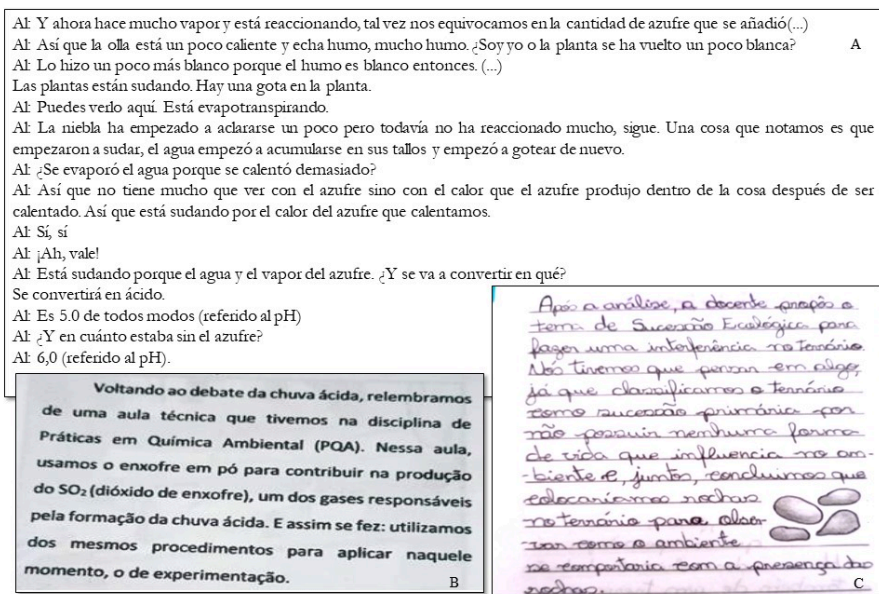 Al: Y ahora hace mucho vapor y está reaccionando, tal vez nos equivocamos en la cantidad de azufre que se añadió(...)
Al: Así que la olla está un poco caliente y echa humo, mucho humo. ¿Soy yo o la planta se ha vuelto un poco blanca?
A
Al: Lo hizo un poco más blanco porque el humo es blanco entonces. (...)
Las plantas están sudando. Hay una gota en la planta.
Al: Puedes verlo aquí. Está evapotranspirando.
Al: La niebla ha empezado a aclararse un poco pero todavía no ha reaccionado mucho, sigue. Una cosa que notamos es que
empezaron a sudar, el agua empezó a acumularse en sus tallos y empezó a gotear de nuevo.
Al: ¿Se evaporó el agua porque se calentó demasiado?
Al: Así que no tiene mucho que ver con el azufre sino con el calor que el azufre produjo dentro de la cosa después de ser
calentado. Así que está sudando por el calor del azufre que calentamos.
Al: Sí, sí
Al: ¡Ah, vale!
Al: Está sudando porque el agua y el vapor del azufre. ¿Y se va a convertir en qué?
Se convertirá en ácido.
Al: Es 5.0 de todos modos (referido al pH)
Al: ¿Y en cuánto estaba sin el azufre?
Al: 6,0 (referido al pH).
Voltando ao debate da chuva ácida, relembramos
de uma aula técnica que tivemos na disciplina de
Práticas em Química Ambiental (PQA). Nessa aula,
usamos o enxofre em pó para contribuir na produção
do SO₂ (dióxido de enxofre), um dos gases responsáveis
pela formação da chuva ácida. E assim se fez: utilizamos
dos mesmos procedimentos para aplicar naquele
momento, o de experimentação.
B
Após a análise, a docente propôs o
tema de Sucessão Ecológica para
fazer uma interferência no Terrário.
Nós tivemos que pensar em algo,
já que classificamos o terrário
como sucessão primária por
não possuir nenhuma forma
de vida que influencia no am-
biente e, juntos, concluimos que
colocaríamos rochas
no terrário para obser-
var como o ambiente
se comportaria com a presença das
rochas.
C